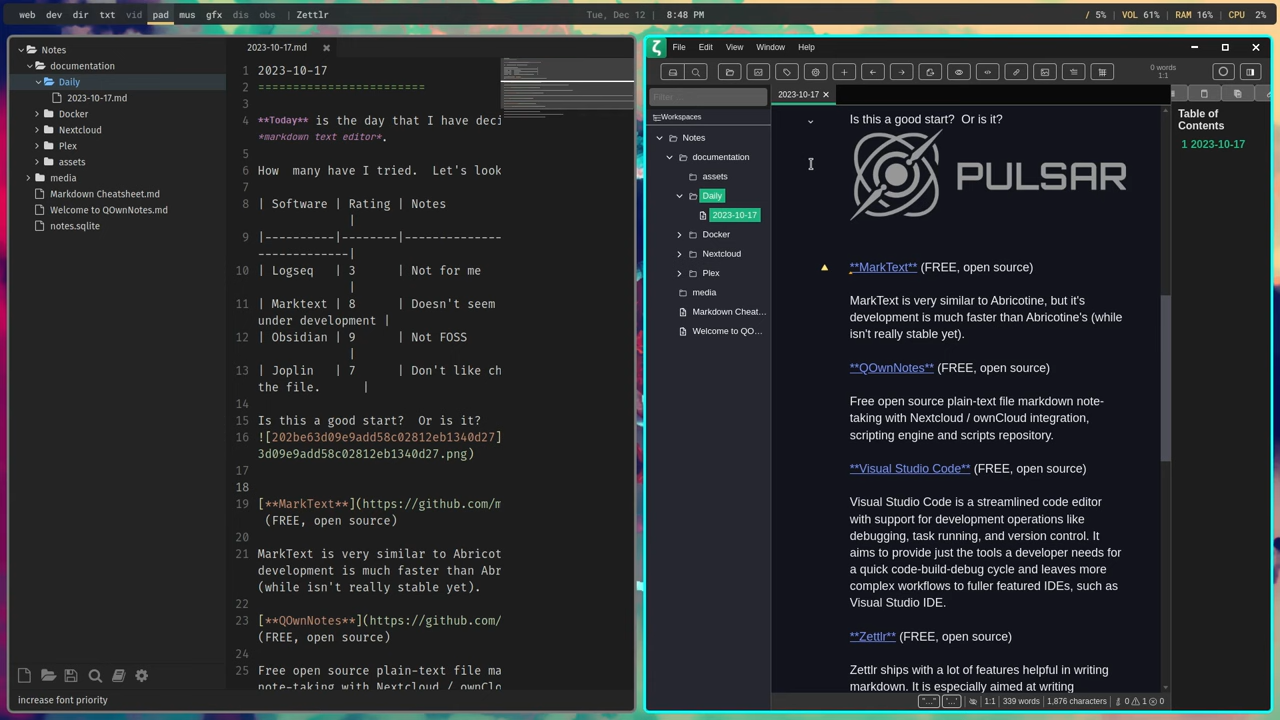 web dev dir txt vid pad mus gfx dis obs | Zettlr
Tue, Dec 12 | 8:48 PM
/ 5% | VOL 61% | RAM 16% | CPU 2%
Notes
documentation
Daily
2023-10-17.md
Docker
Nextcloud
Plex
assets
media
Markdown Cheatsheet.md
Welcome to QOwnNotes.md
notes.sqlite
increase font priority
2023-10-17.md
1 2023-10-17
2 ========================
3
4 **Today** is the day that I have deci
*markdown text editor*.
5
6 How  many have I tried.  Let's look
7
8 | Software | Rating | Notes
|
9 |----------|--------|-------------
-------------|
10 | Logseq   | 3      | Not for me
|
11 | Marktext | 8      | Doesn't seem
under development |
12 | Obsidian | 9      | Not FOSS
|
13 | Joplin   | 7      | Don't like ch
the file.      |
14
15 Is this a good start?  Or is it?
16 ![202be63d09e9add58c02812eb1340d27]
3d09e9add58c02812eb1340d27.png)
17
18
19 [**MarkText**](https://github.com/m
(FREE, open source)
20
21 MarkText is very similar to Abricot
development is much faster than Abr
(while isn't really stable yet).
22
23 [**QOwnNotes**](https://github.com/
(FREE, open source)
24
25 Free open source plain-text file ma
note-taking with Nextcloud / ownClo
ζ File Edit View Window Help
0 words
1:1
Filter
Workspaces
Notes
documentation
assets
Daily
2023-10-17
Docker
Nextcloud
Plex
media
Markdown Cheat…
Welcome to QO…
2023-10-17
Is this a good start?  Or is it?
PULSAR
**MarkText** (FREE, open source)
MarkText is very similar to Abricotine, but it's
development is much faster than Abricotine's (while
isn't really stable yet).
**QOwnNotes** (FREE, open source)
Free open source plain-text file markdown note-
taking with Nextcloud / ownCloud integration,
scripting engine and scripts repository.
**Visual Studio Code** (FREE, open source)
Visual Studio Code is a streamlined code editor
with support for development operations like
debugging, task running, and version control. It
aims to provide just the tools a developer needs for
a quick code-build-debug cycle and leaves more
complex workflows to fuller featured IDEs, such as
Visual Studio IDE.
**Zettlr** (FREE, open source)
Zettlr ships with a lot of features helpful in writing
markdown. It is especially aimed at writing
Table of
Contents
1 2023-10-17
"…" '…' 1:1 339 words 1,876 characters 0 1 0